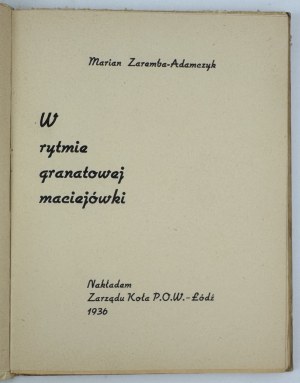 Marian Zaremba-Adamczyk
W
rytmie
granatowej
maciejówki
Nakładem
Zarządu Koła P.O.W.-Łódź
1936